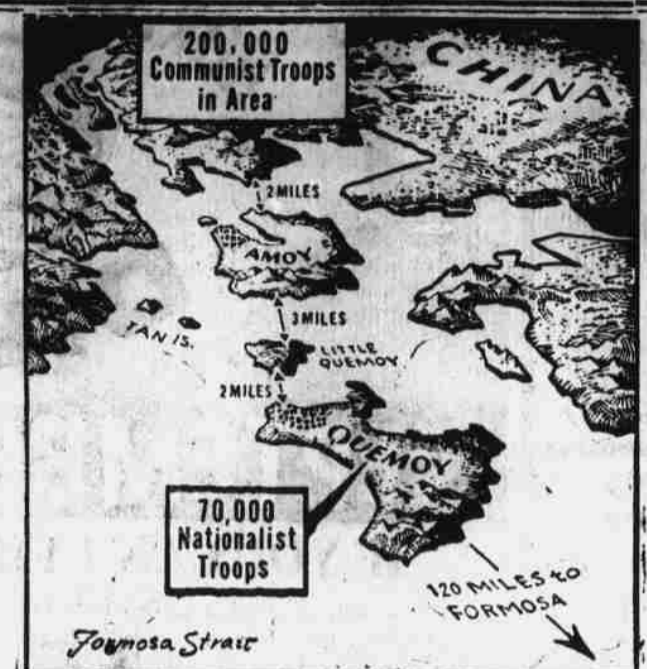 200,000
Communist Troops
in Area
CHINA
2 MILES
AMOY
3 MILES
TAN IS.
LITTLE
QUEMOY
2 MILES
QUEMOY
70,000
Nationalist
Troops
120 MILES to
FORMOSA
Formosa Strait